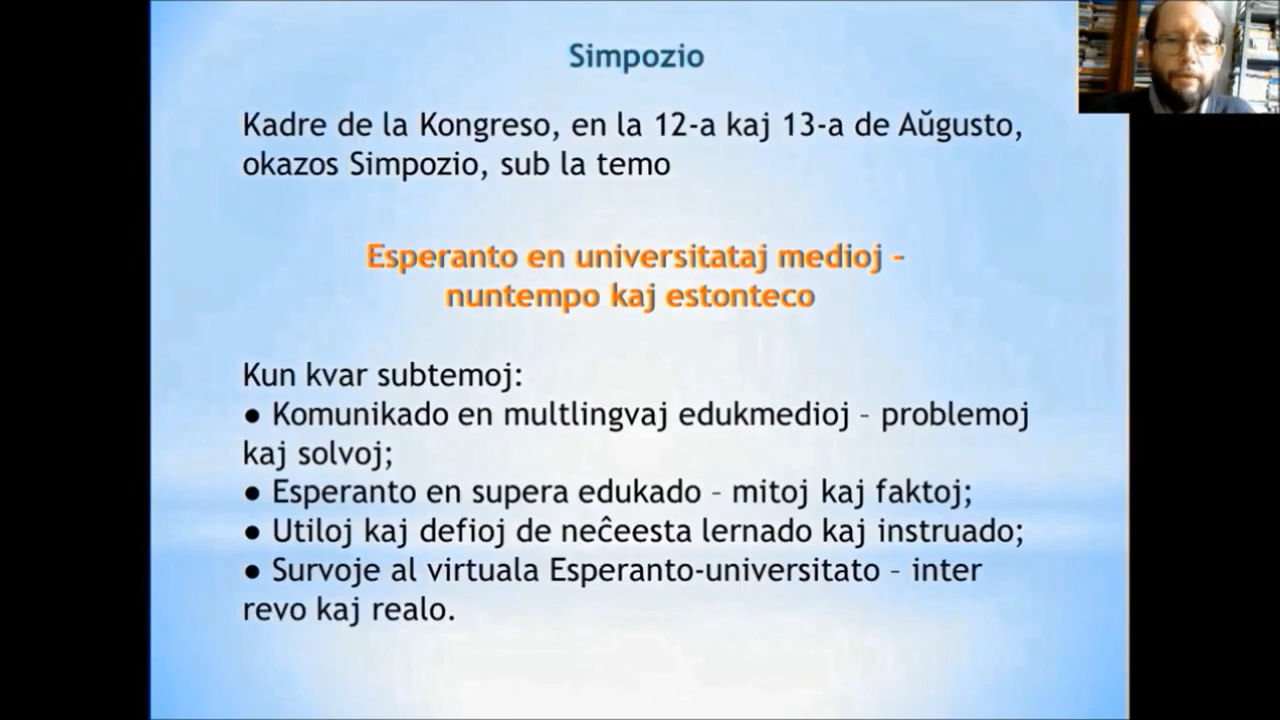 Simpozio
Kadre de la Kongreso, en la 12-a kaj 13-a de Aŭgusto,
okazos Simpozio, sub la temo
Esperanto en universitataj medioj –
nuntempo kaj estonteco
Kun kvar subtemoj:
● Komunikado en multlingvaj edukmedioj – problemoj
kaj solvoj;
● Esperanto en supera edukado – mitoj kaj faktoj;
● Utiloj kaj defioj de neĉeesta lernado kaj instruado;
● Survoje al virtuala Esperanto-universitato – inter
revo kaj realo.